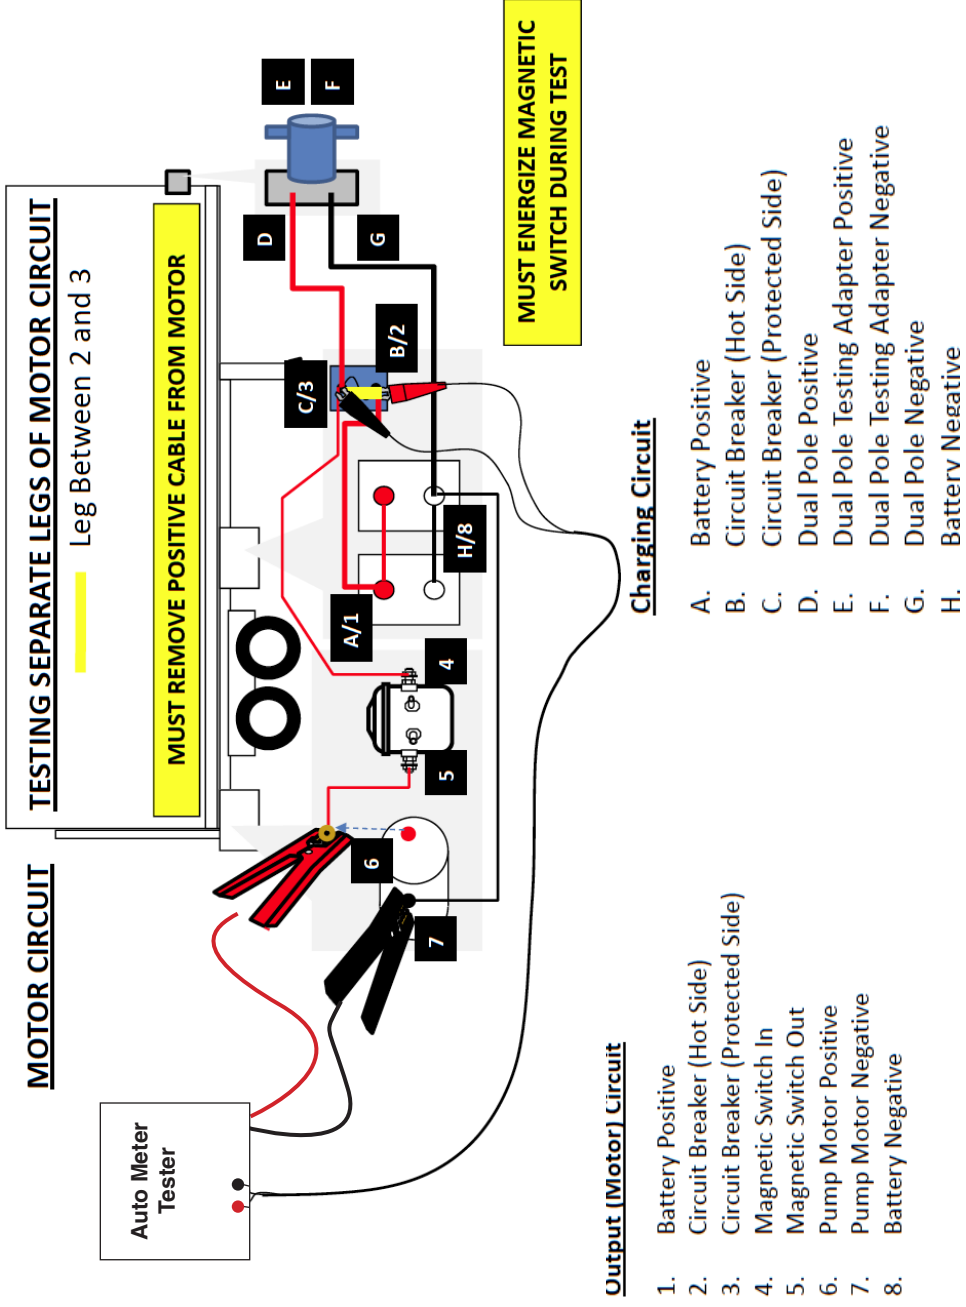 MOTOR CIRCUIT
TESTING SEPARATE LEGS OF MOTOR CIRCUIT
Leg Between 2 and 3
MUST REMOVE POSITIVE CABLE FROM MOTOR
Auto Meter
Tester
E
F
D
G
C/3
B/2
A/1
H/8
4
5
6
7
MUST ENERGIZE MAGNETIC
SWITCH DURING TEST
Output (Motor) Circuit
1. Battery Positive
2. Circuit Breaker (Hot Side)
3. Circuit Breaker (Protected Side)
4. Magnetic Switch In
5. Magnetic Switch Out
6. Pump Motor Positive
7. Pump Motor Negative
8. Battery Negative
Charging Circuit
A. Battery Positive
B. Circuit Breaker (Hot Side)
C. Circuit Breaker (Protected Side)
D. Dual Pole Positive
E. Dual Pole Testing Adapter Positive
F. Dual Pole Testing Adapter Negative
G. Dual Pole Negative
H. Battery Negative